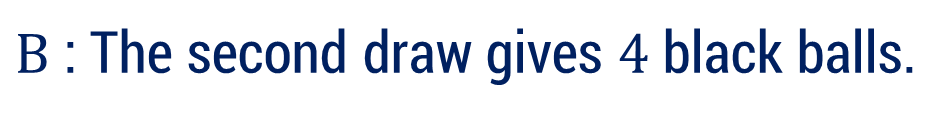 B : The second draw gives 4 black balls.